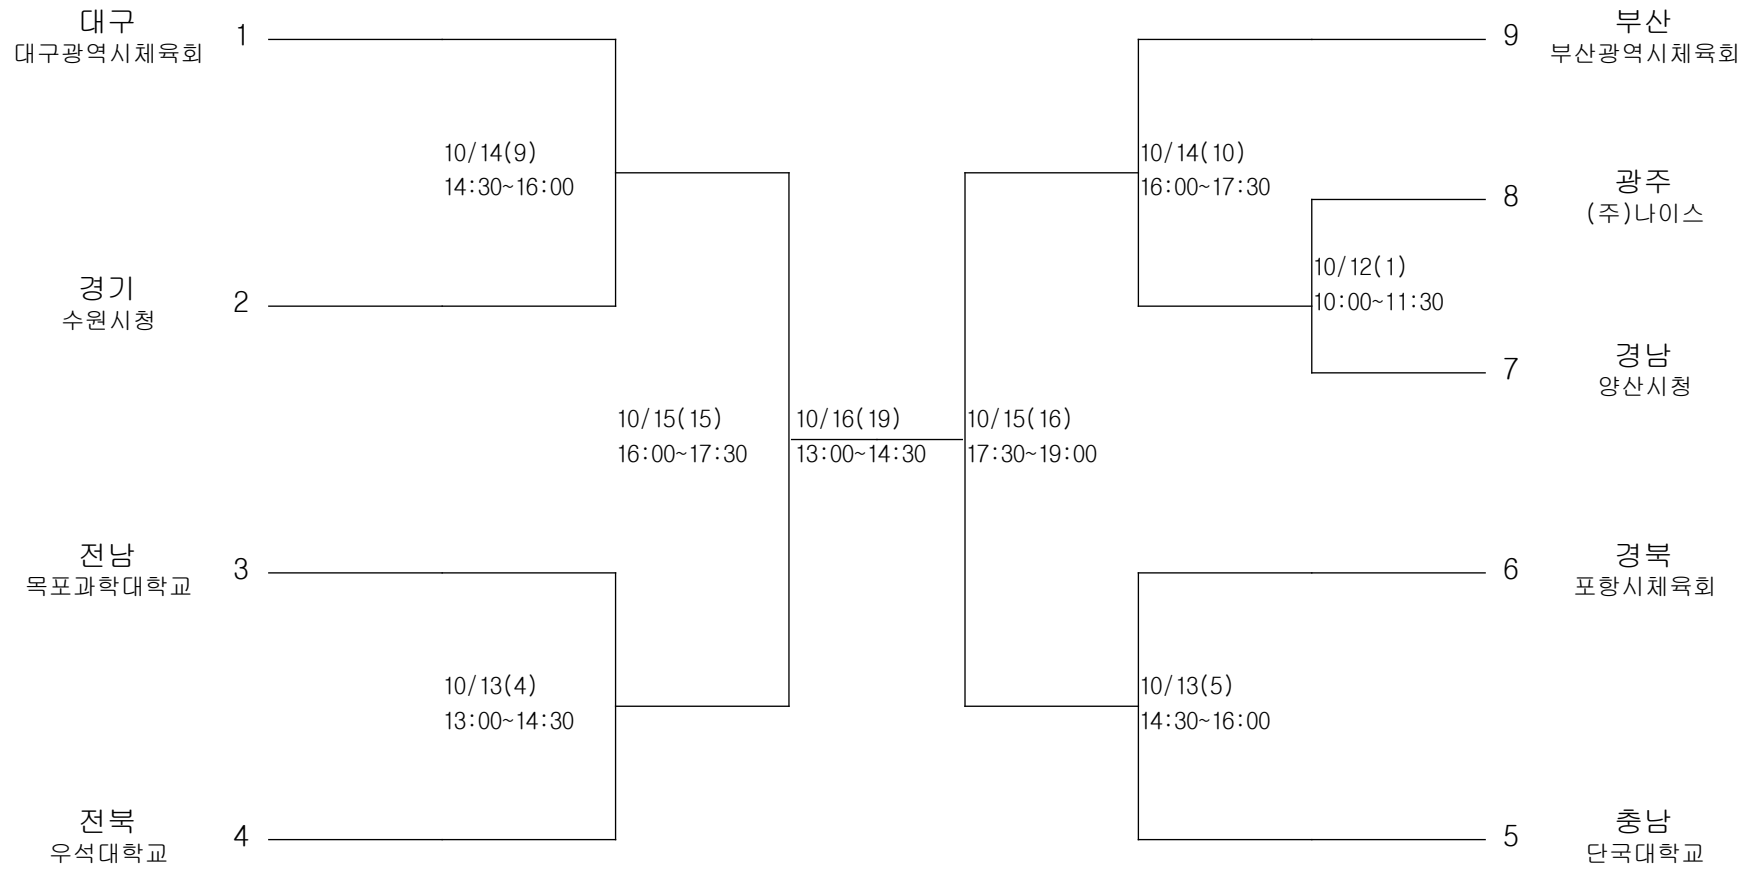 대구
대구광역시체육회
1
10/14(9)
14:30~16:00
경기
수원시청
2
10/15(15)
16:00~17:30
전남
목포과학대학교
3
10/13(4)
13:00~14:30
전북
우석대학교
4
10/16(19)
13:00~14:30
9
부산
부산광역시체육회
10/14(10)
16:00~17:30
8
광주
(주)나이스
10/12(1)
10:00~11:30
7
경남
양산시청
10/15(16)
17:30~19:00
6
경북
포항시체육회
10/13(5)
14:30~16:00
5
충남
단국대학교